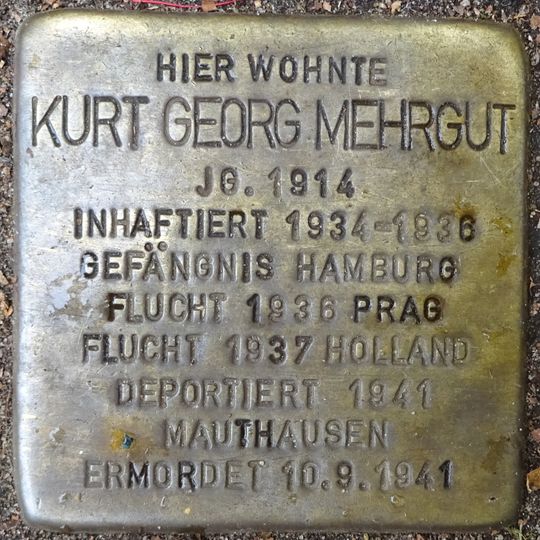 HIER WOHNTE
KURT GEORG MEHRGUT
JG. 1914
INHAFTIERT 1934-1936
GEFÄNGNIS HAMBURG
FLUCHT 1936 PRAG
FLUCHT 1937 HOLLAND
DEPORTIERT 1941
MAUTHAUSEN
ERMORDET 10.9.1941